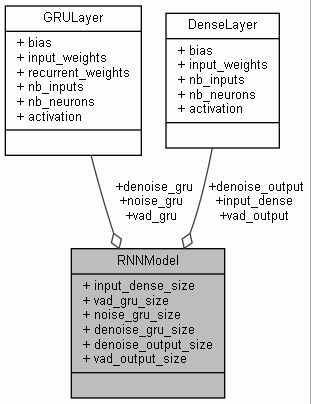 GRULayer
+ bias
+ input_weights
+ recurrent_weights
+ nb_inputs
+ nb_neurons
+ activation
DenseLayer
+ bias
+ input_weights
+ nb_inputs
+ nb_neurons
+ activation
+denoise_gru
+noise_gru
+vad_gru
+denoise_output
+input_dense
+vad_output
RNNModel
+ input_dense_size
+ vad_gru_size
+ noise_gru_size
+ denoise_gru_size
+ denoise_output_size
+ vad_output_size